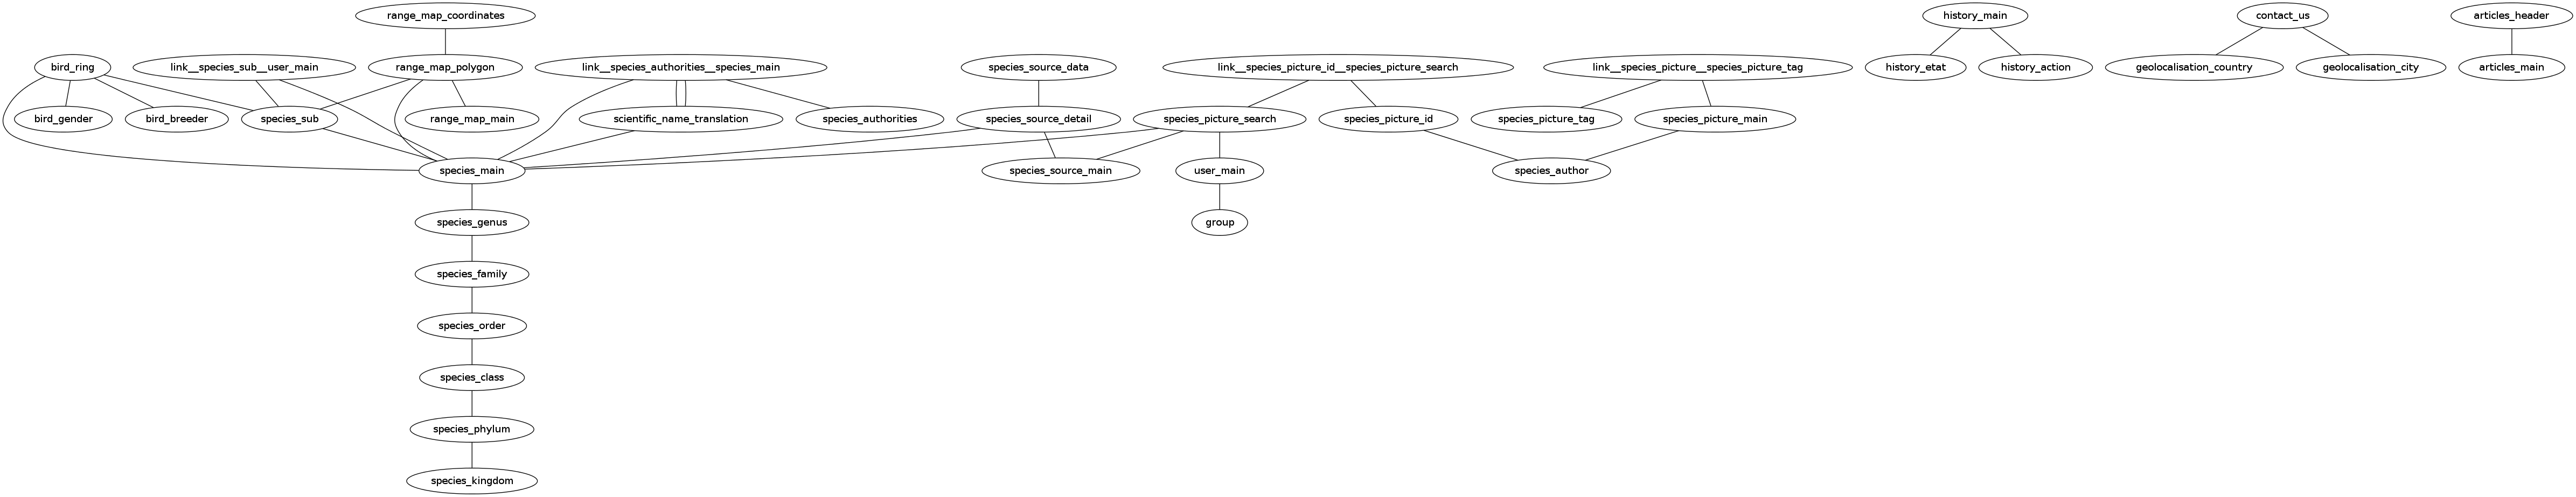 range_map_coordinates
history_main
contact_us
articles_header
bird_ring
link__species_sub__user_main
range_map_polygon
link__species_authorities__species_main
species_source_data
link__species_picture_id__species_picture_search
link__species_picture__species_picture_tag
history_etat
history_action
geolocalisation_country
geolocalisation_city
articles_main
bird_gender
bird_breeder
species_sub
range_map_main
scientific_name_translation
species_authorities
species_source_detail
species_picture_search
species_picture_id
species_picture_tag
species_picture_main
species_main
species_source_main
user_main
species_author
species_genus
group
species_family
species_order
species_class
species_phylum
species_kingdom